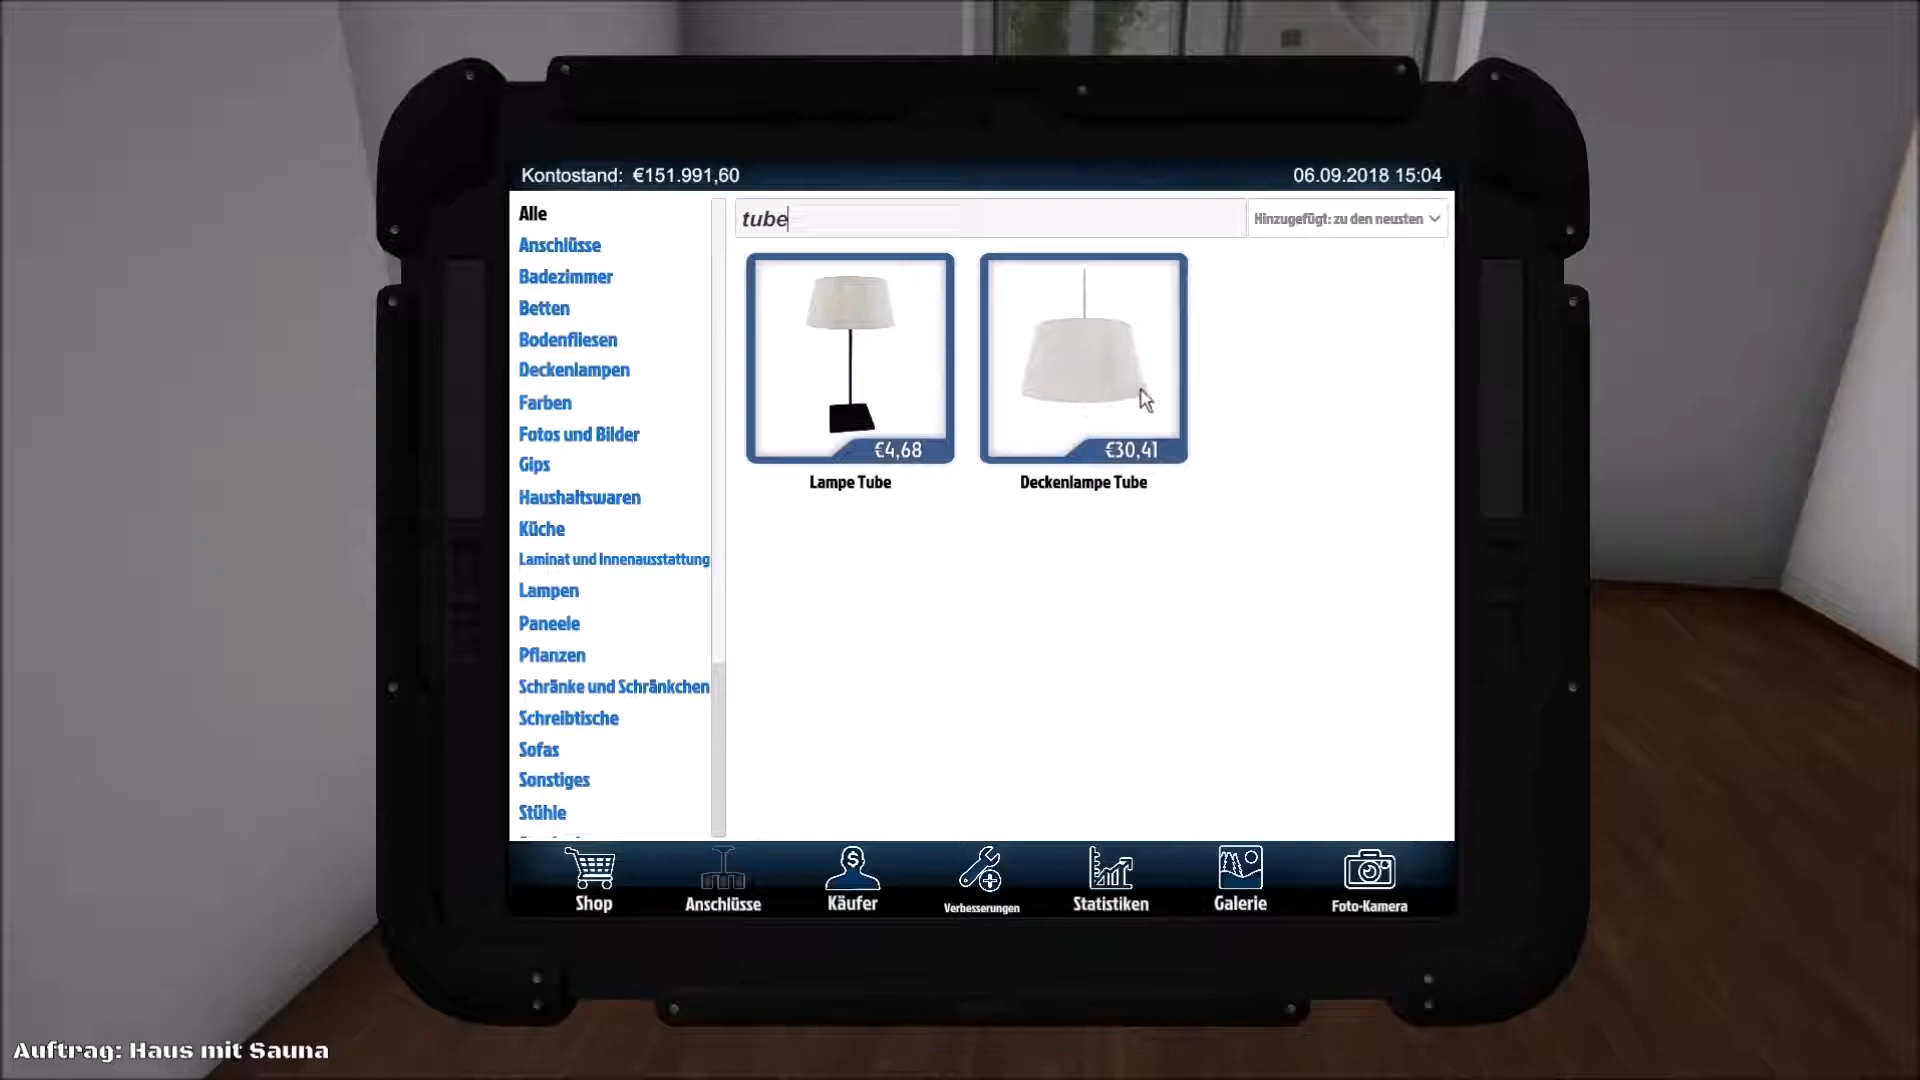 Kontostand: €151.991,60
06.09.2018 15:04
Alle
Anschlüsse
Badezimmer
Betten
Bodenfliesen
Deckenlampen
Farben
Fotos und Bilder
Gips
Haushaltswaren
Küche
Laminat und Innenausstattung
Lampen
Paneele
Pflanzen
Schränke und Schränkchen
Schreibtische
Sofas
Sonstiges
Stühle
tube
Hinzugefügt: zu den neusten
€4,68
Lampe Tube
€30,41
Deckenlampe Tube
Shop
Anschlüsse
Käufer
Verbesserungen
Statistiken
Galerie
Foto-Kamera
Auftrag: Haus mit Sauna